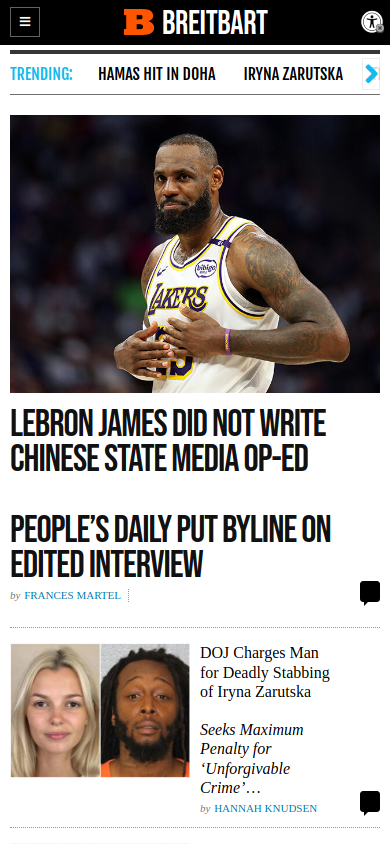 B BREITBART
TRENDING: HAMAS HIT IN DOHA IRYNA ZARUTSKA
bibigo
LAKERS
LEBRON JAMES DID NOT WRITE
CHINESE STATE MEDIA OP-ED
PEOPLE’S DAILY PUT BYLINE ON
EDITED INTERVIEW
by FRANCES MARTEL
DOJ Charges Man
for Deadly Stabbing
of Iryna Zarutska
Seeks Maximum
Penalty for
‘Unforgivable
Crime’…
by HANNAH KNUDSEN